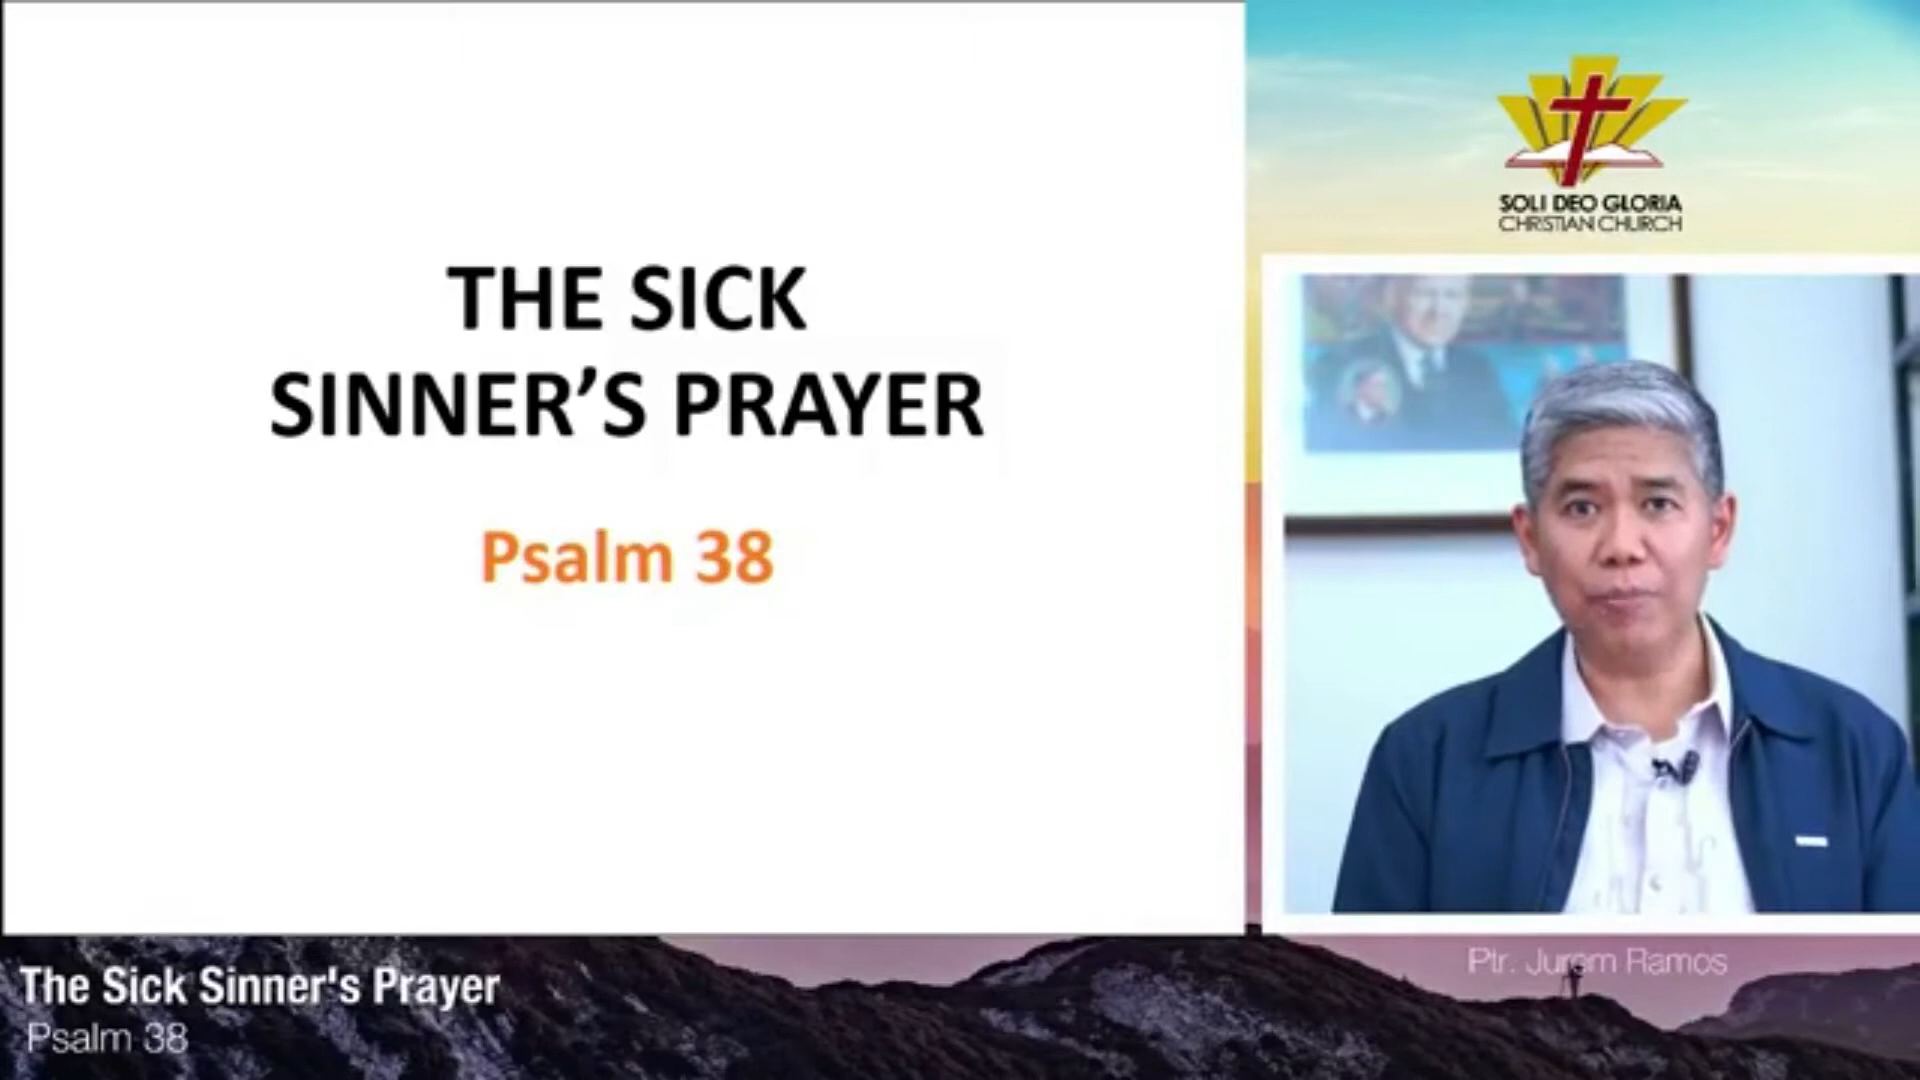 THE SICK
SINNER’S PRAYER
Psalm 38
SOLI DEO GLORIA
CHRISTIAN CHURCH
Ptr. Jurem Ramos
The Sick Sinner's Prayer
Psalm 38